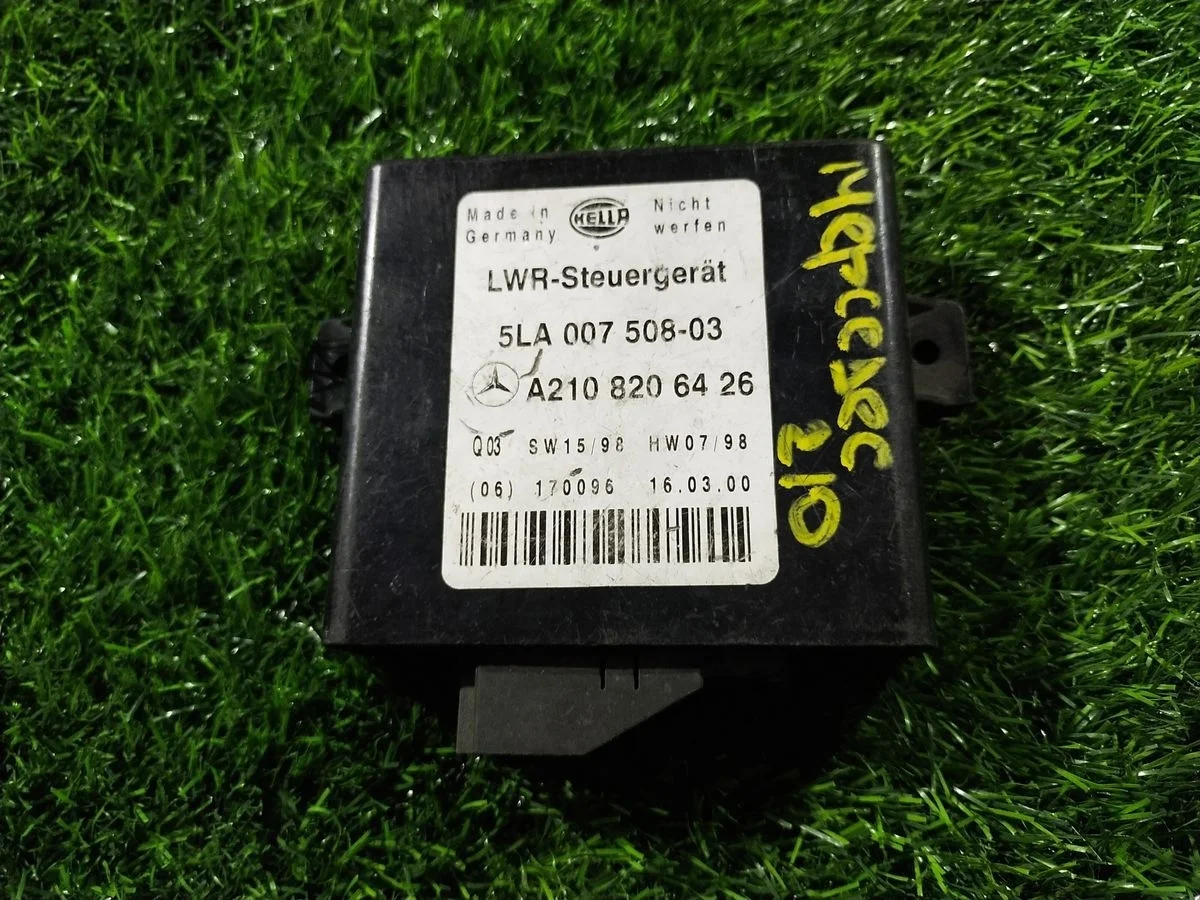 Made in
Germany
HELLA
Nicht
werfen
LWR-Steuergerät
5LA 007 508-03
A210 820 64 26
Q03 SW15/98 HW07/98
(06) 170096 16.03.00
H
Мерседес
210